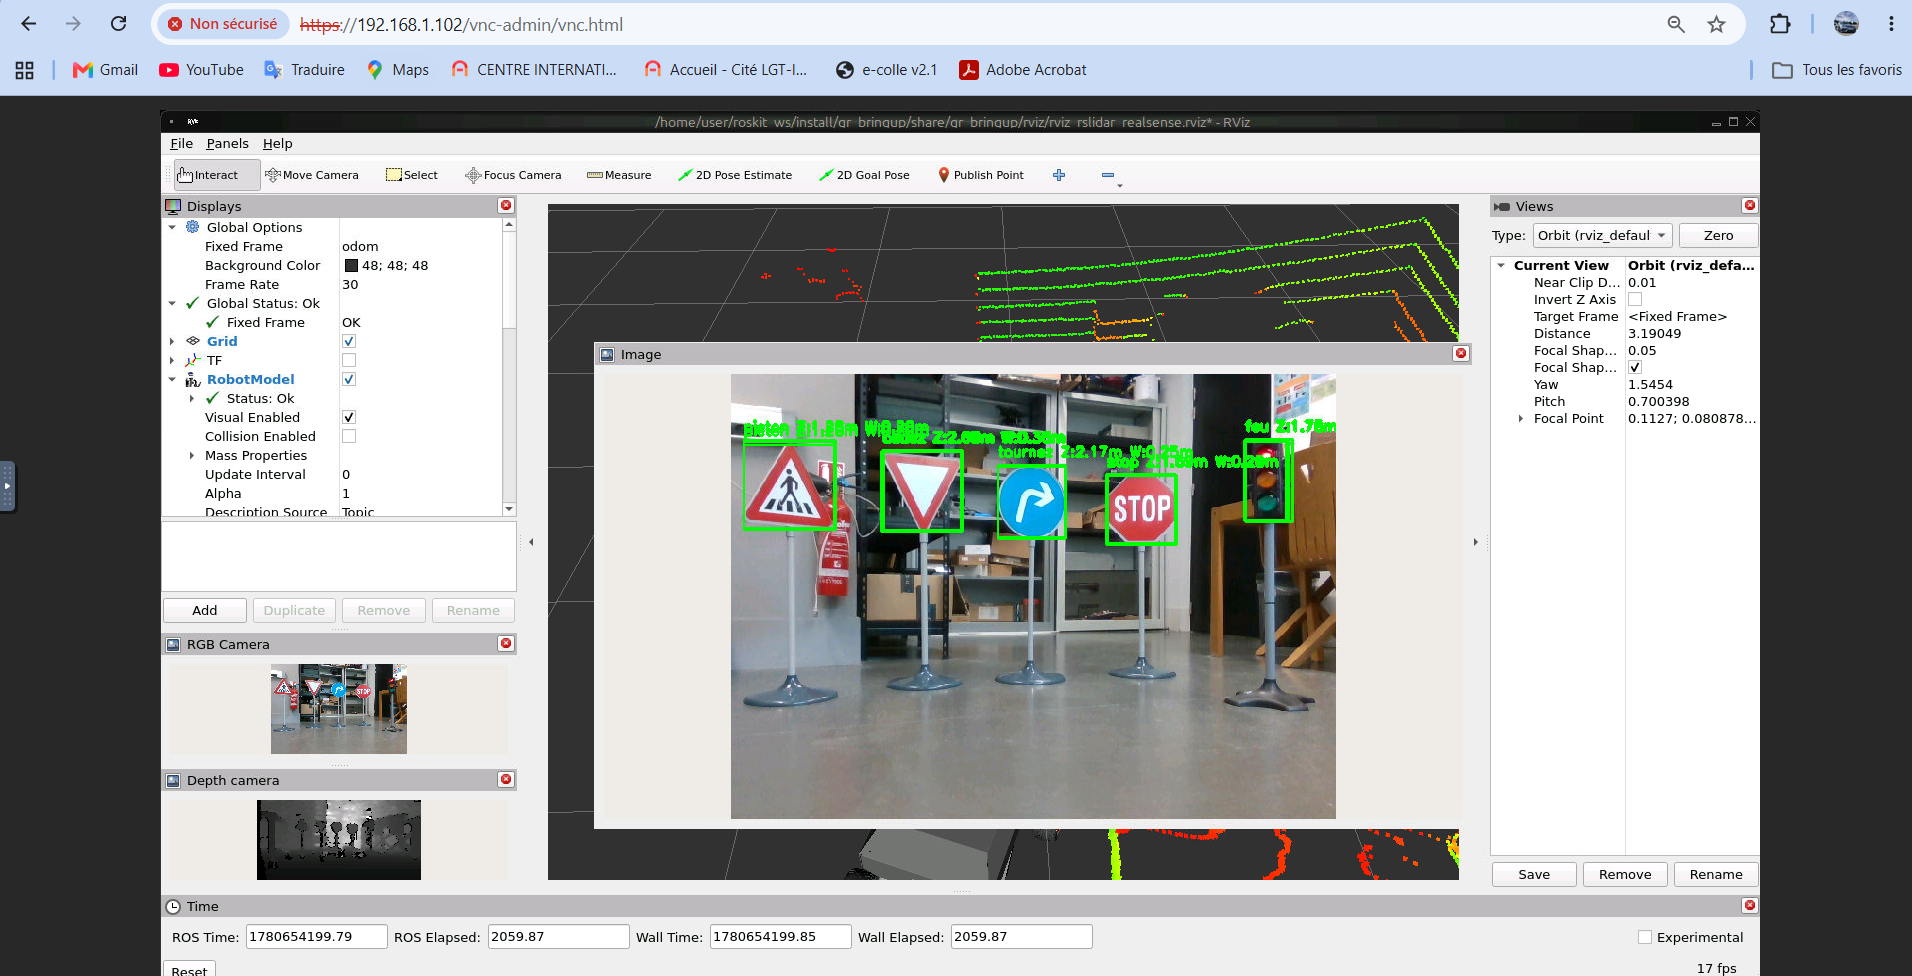 Non sécurisé
https://192.168.1.102/vnc-admin/vnc.html
Gmail
YouTube
Traduire
Maps
CENTRE INTERNATI...
Accueil - Cité LGT-I...
e-colle v2.1
Adobe Acrobat
Tous les favoris
/home/user/roskit_ws/install/qr_bringup/share/qr_bringup/rviz/rviz_rslidar_realsense.rviz* - RViz
File Panels Help
Interact Move Camera Select Focus Camera Measure 2D Pose Estimate 2D Goal Pose Publish Point
Displays
Global Options
Fixed Frame odom
Background Color 48; 48; 48
Frame Rate 30
Global Status: Ok
Fixed Frame OK
Grid
TF
RobotModel
Status: Ok
Visual Enabled
Collision Enabled
Mass Properties
Update Interval 0
Alpha 1
Description Source Topic
Add Duplicate Remove Rename
RGB Camera
Depth camera
Image
tournez Z:2.17m W:0.25m
feu Z:1.76m
STOP
Views
Type: Orbit (rviz_defaul Zero
Current View Orbit (rviz_defa...
Near Clip D... 0.01
Invert Z Axis
Target Frame <Fixed Frame>
Distance 3.19049
Focal Shap... 0.05
Focal Shap...
Yaw 1.5454
Pitch 0.700398
Focal Point 0.1127; 0.080878...
Save Remove Rename
Time
ROS Time: 1780654199.79 ROS Elapsed: 2059.87 Wall Time: 1780654199.85 Wall Elapsed: 2059.87
Experimental
Reset
17 fps